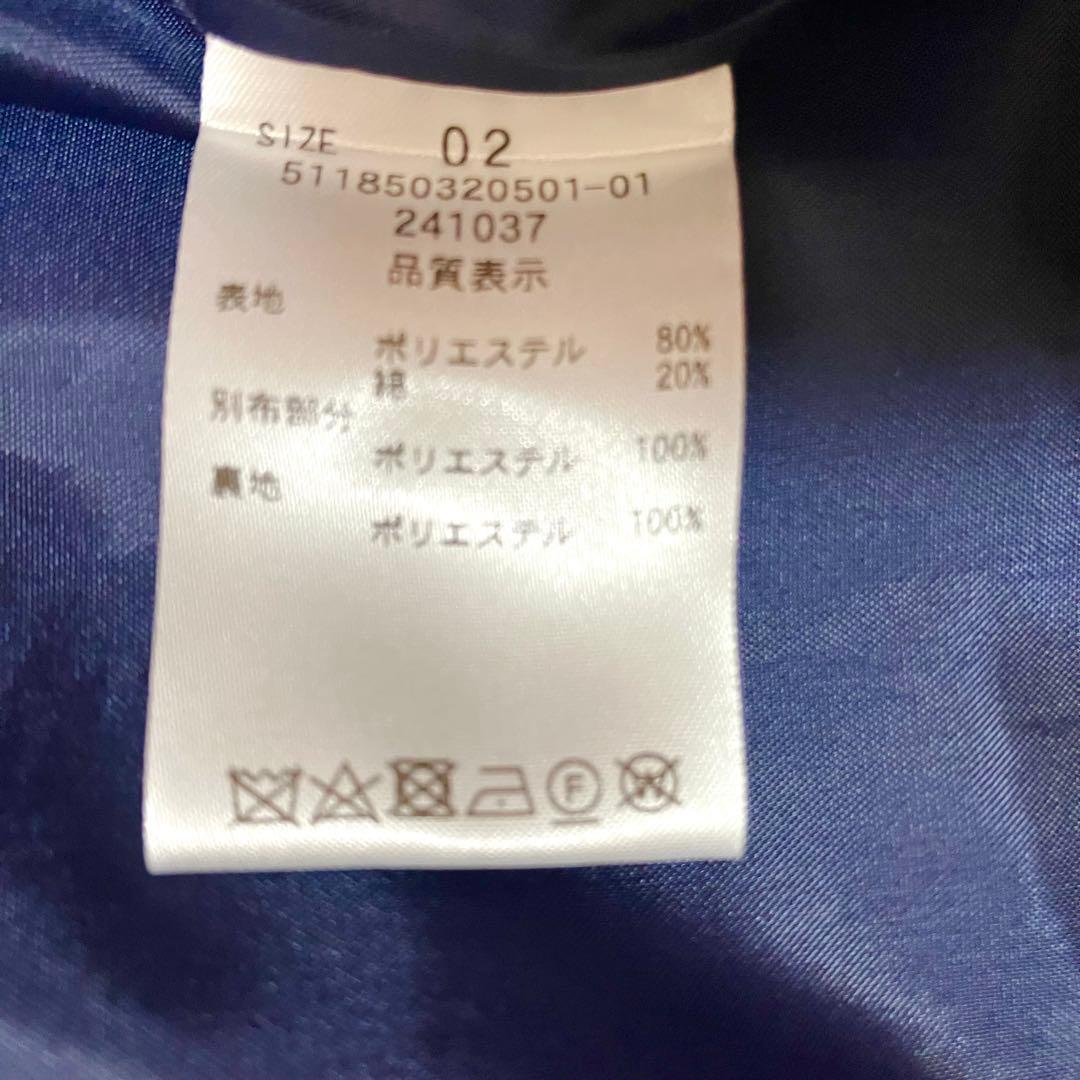 SIZE 02
511850320501-01
241037
品質表示
表地
ポリエステル 80%
綿 20%
別布部分
ポリエステル 100%
裏地
ポリエステル 100%
F
W